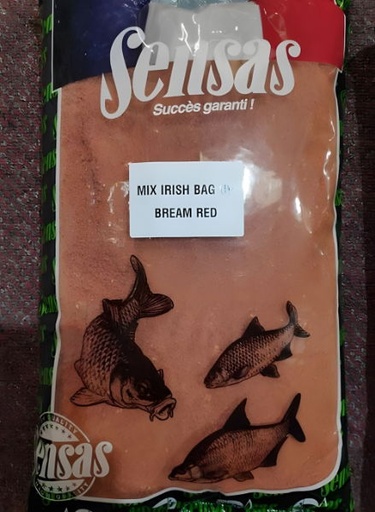 Sensas
Succès garanti !
MIX IRISH BAG
BREAM RED
Sensas